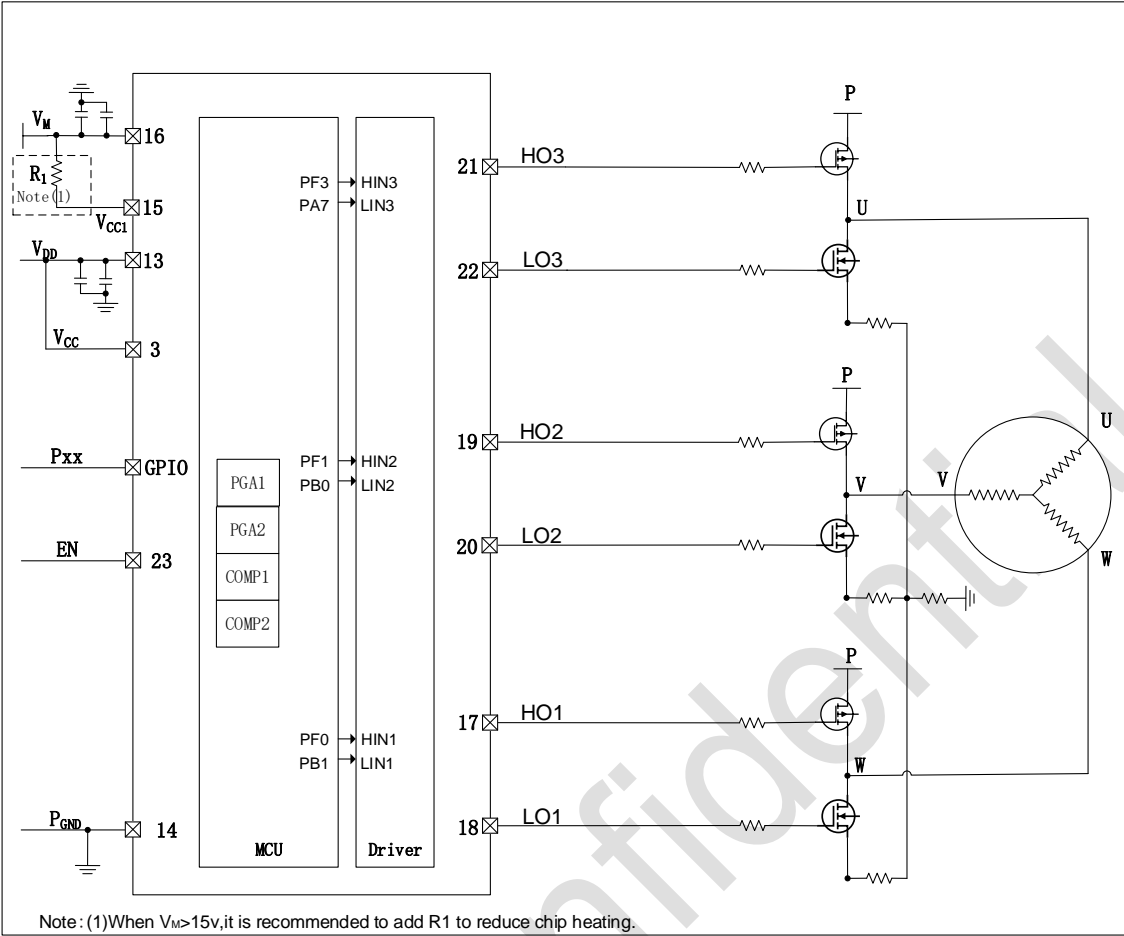 V_M
16
R_1
Note(1)
15
V_CC1
V_DD
13
V_CC
3
Pxx
GPIO
EN
23
P_GND
14
PGA1
PGA2
COMP1
COMP2
PF3
HIN3
PA7
LIN3
PF1
HIN2
PB0
LIN2
PF0
HIN1
PB1
LIN1
MCU
Driver
21
HO3
22
LO3
19
HO2
20
LO2
17
HO1
18
LO1
P
U
P
V
P
W
U
V
W
Note:(1)When V_M>15v,it is recommended to add R1 to reduce chip heating.
nfidential